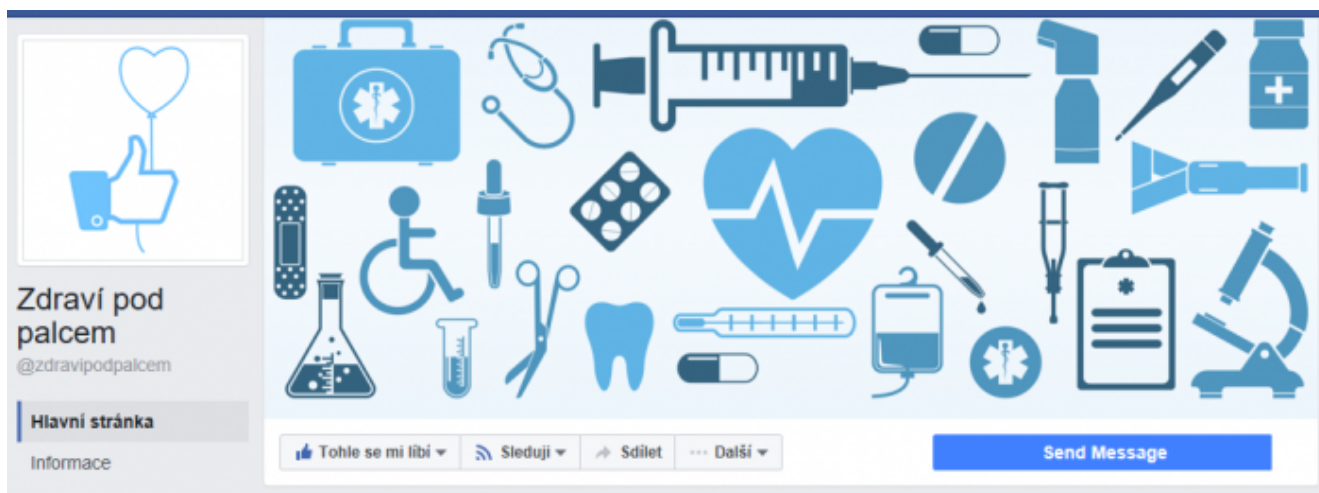 Zdraví pod
palcem
@zdravipodpalcem
Hlavní stránka
Informace
Tohle se mi líbí
Sleduji
Sdílet
Další
Send Message